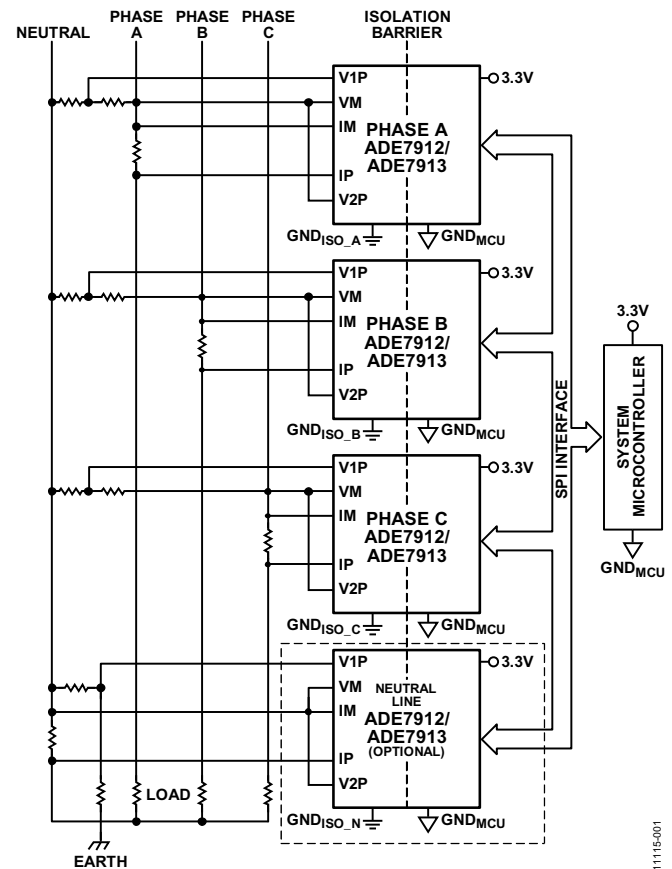 NEUTRAL
PHASE
A
PHASE
B
PHASE
C
ISOLATION
BARRIER
V1P
VM
IM
IP
V2P
PHASE A
ADE7912/
ADE7913
3.3V
GNDISO_A
GNDMCU
V1P
VM
IM
IP
V2P
PHASE B
ADE7912/
ADE7913
3.3V
GNDISO_B
GNDMCU
V1P
VM
IM
IP
V2P
PHASE C
ADE7912/
ADE7913
3.3V
GNDISO_C
GNDMCU
V1P
VM
IM
IP
V2P
NEUTRAL
LINE
ADE7912/
ADE7913
(OPTIONAL)
3.3V
GNDISO_N
GNDMCU
LOAD
EARTH
SPI INTERFACE
3.3V
SYSTEM
MICROCONTROLLER
GNDMCU
11115-001